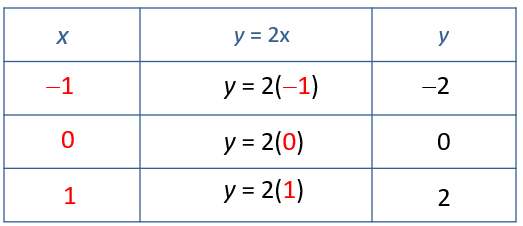 x y = 2x y
−1 y = 2(−1) −2
0 y = 2(0) 0
1 y = 2(1) 2